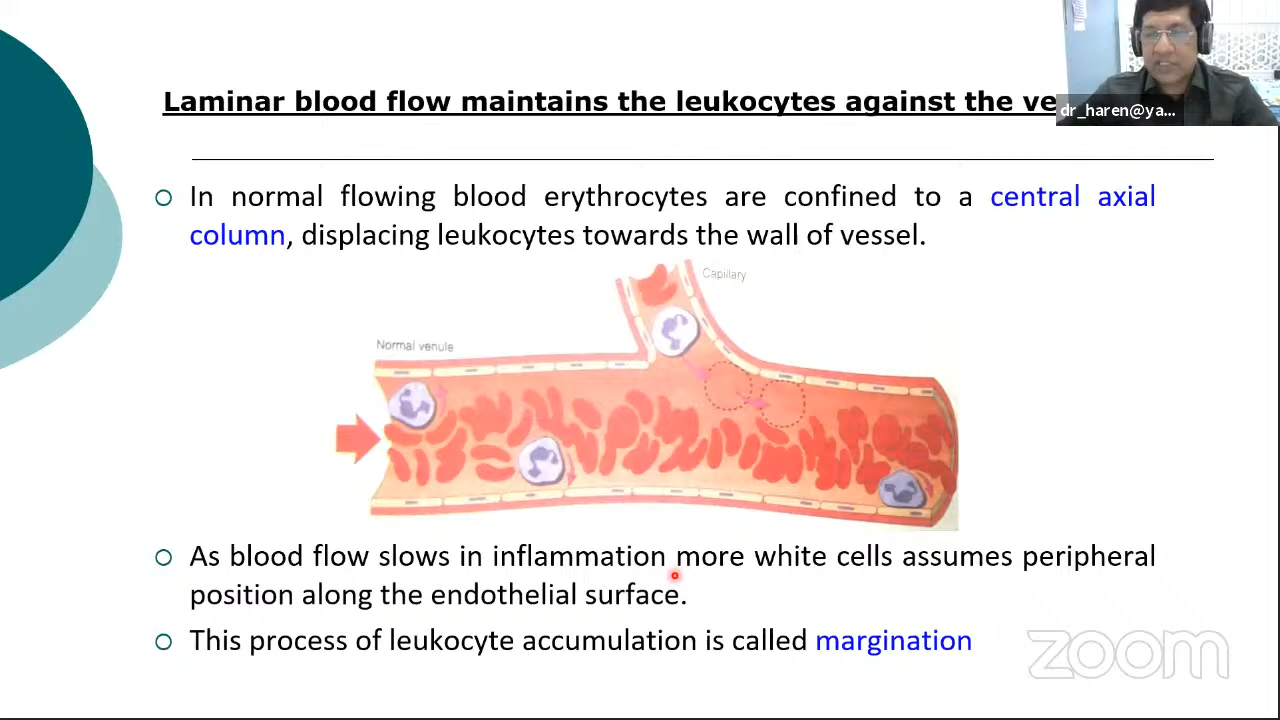 Laminar blood flow maintains the leukocytes against the ve
dr_haren@ya...
In normal flowing blood erythrocytes are confined to a central axial
column, displacing leukocytes towards the wall of vessel.
Capillary
Normal venule
As blood flow slows in inflammation more white cells assumes peripheral
position along the endothelial surface.
This process of leukocyte accumulation is called margination
zoom